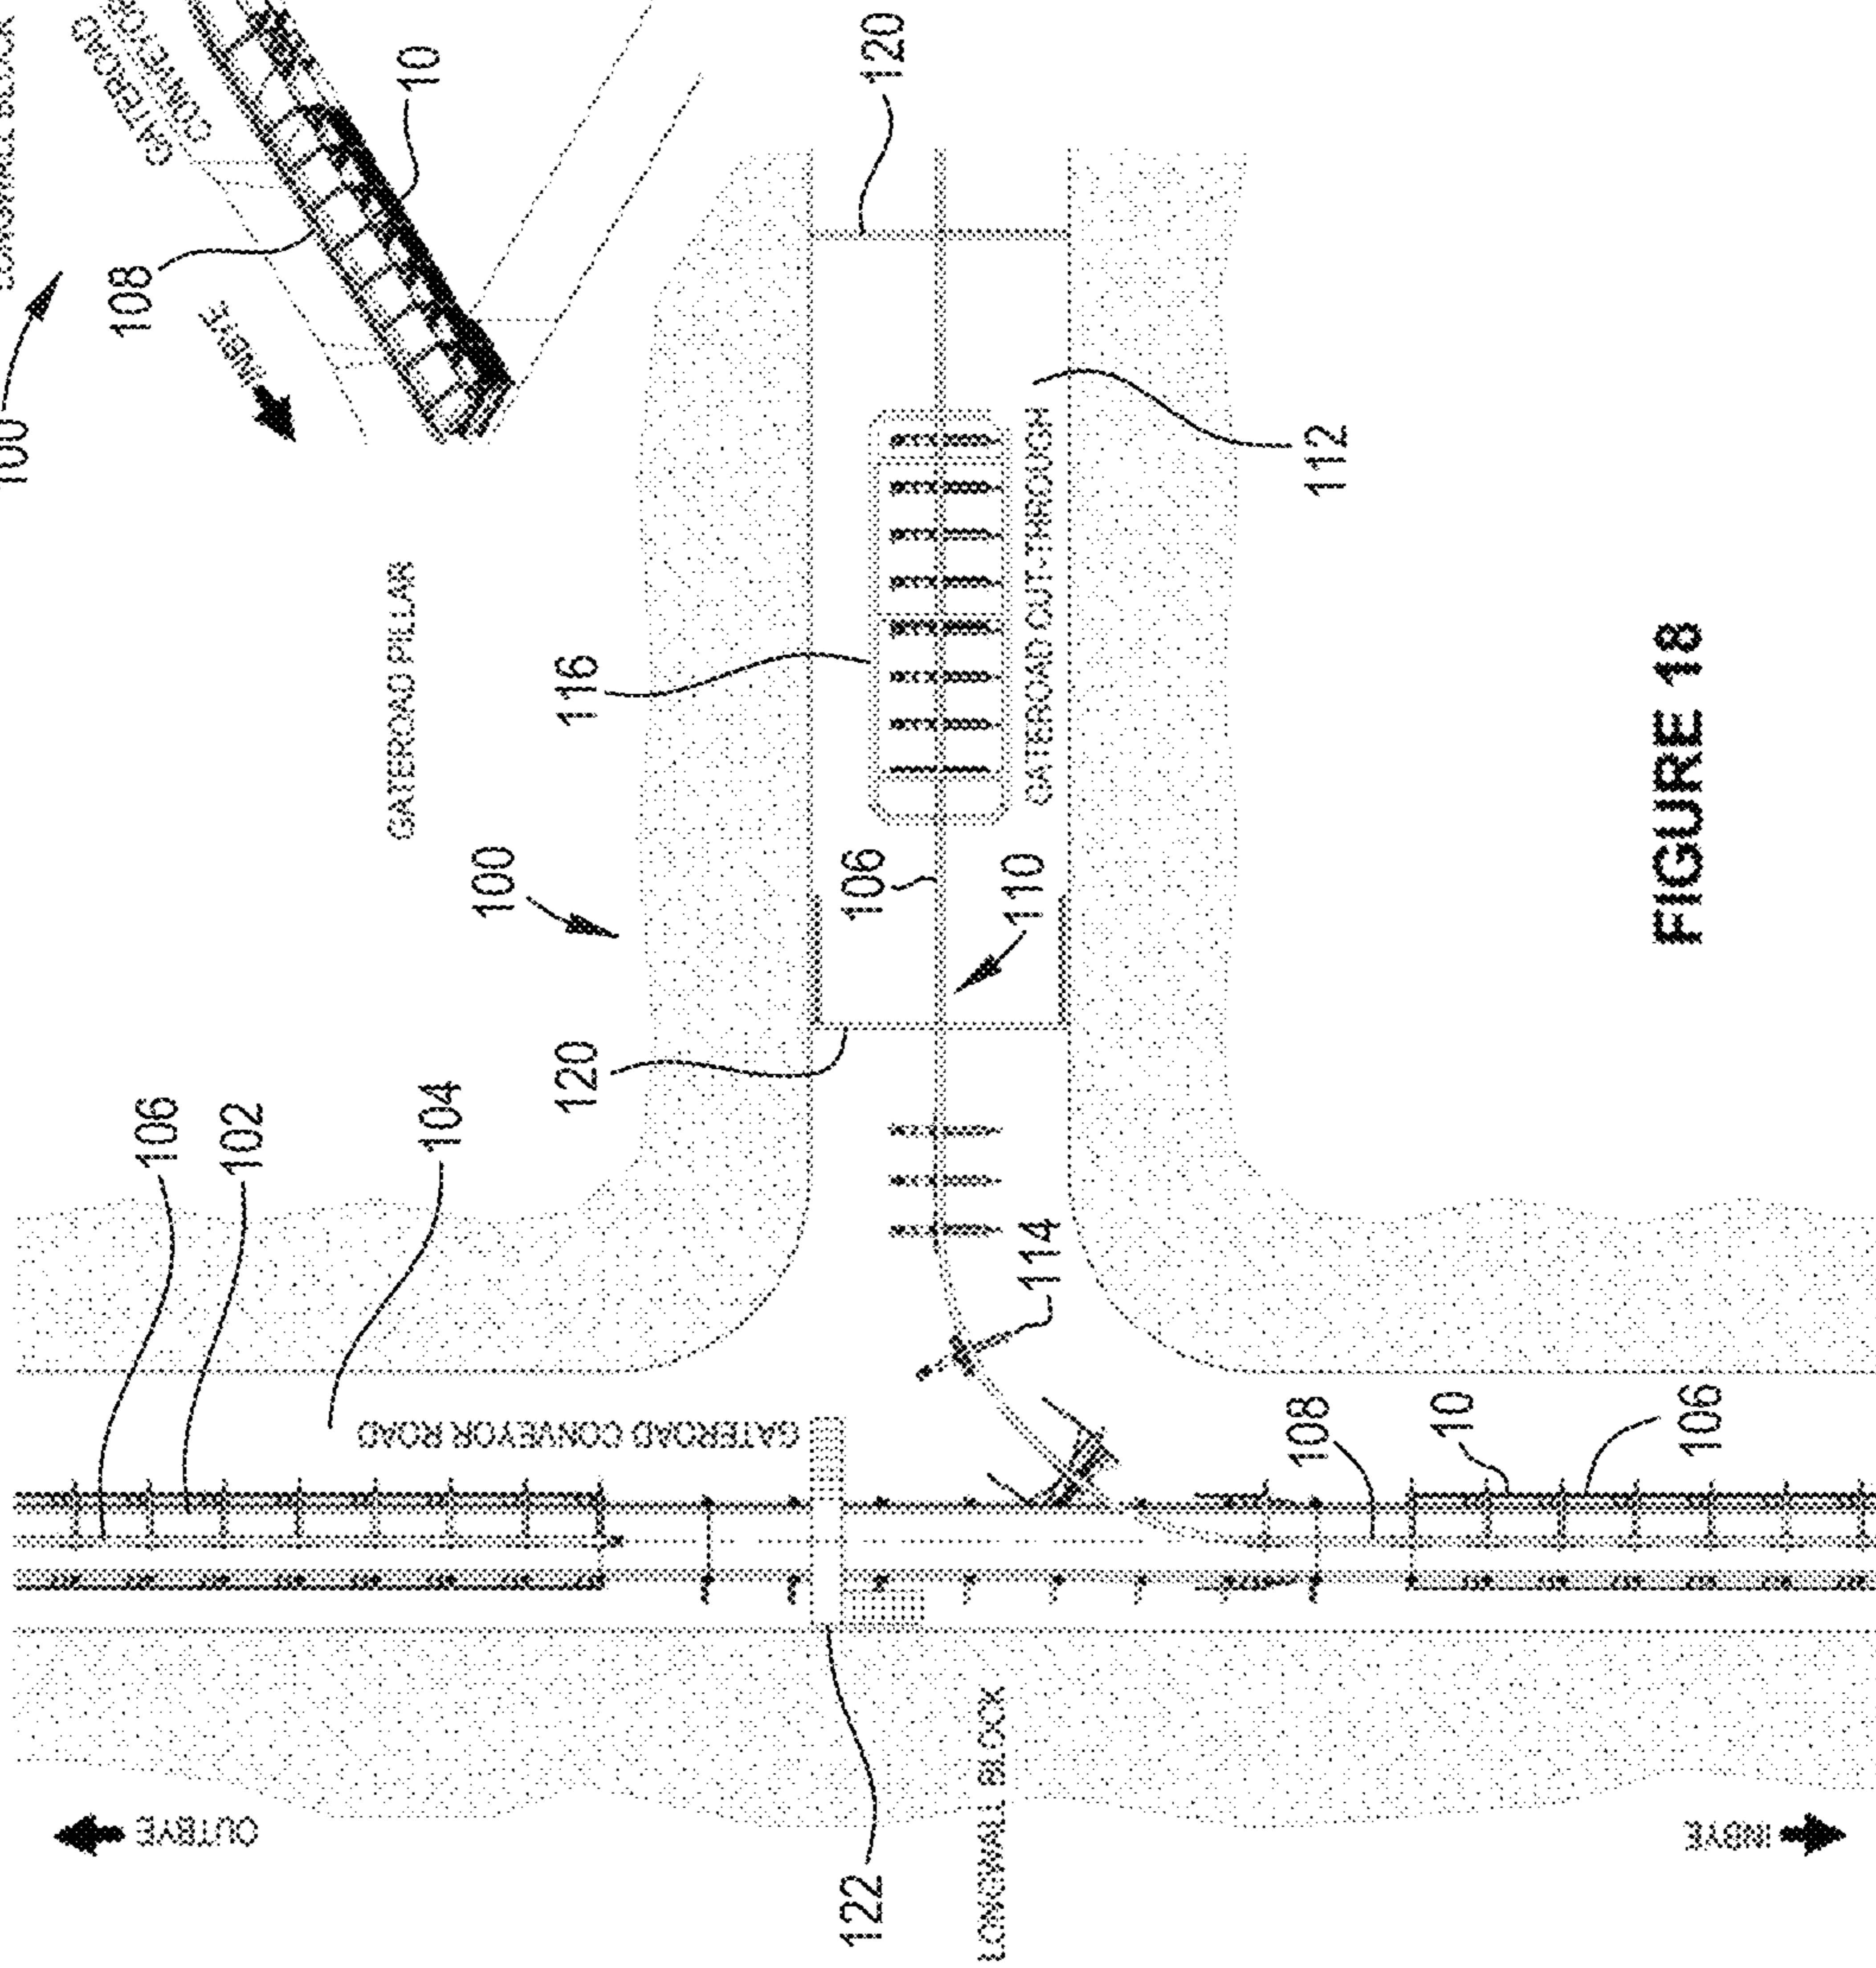 100
GATEROAD
108
106
OUTBYE
INBYE
102
10
104
GATEROAD PILLAR
100
120
116
GATEROAD CONVEYOR ROAD
122
106
120
LONGWALL BLOCK
110
114
GATEROAD CUT-THROUGH
108
112
10
106
INBYE
FIGURE 18